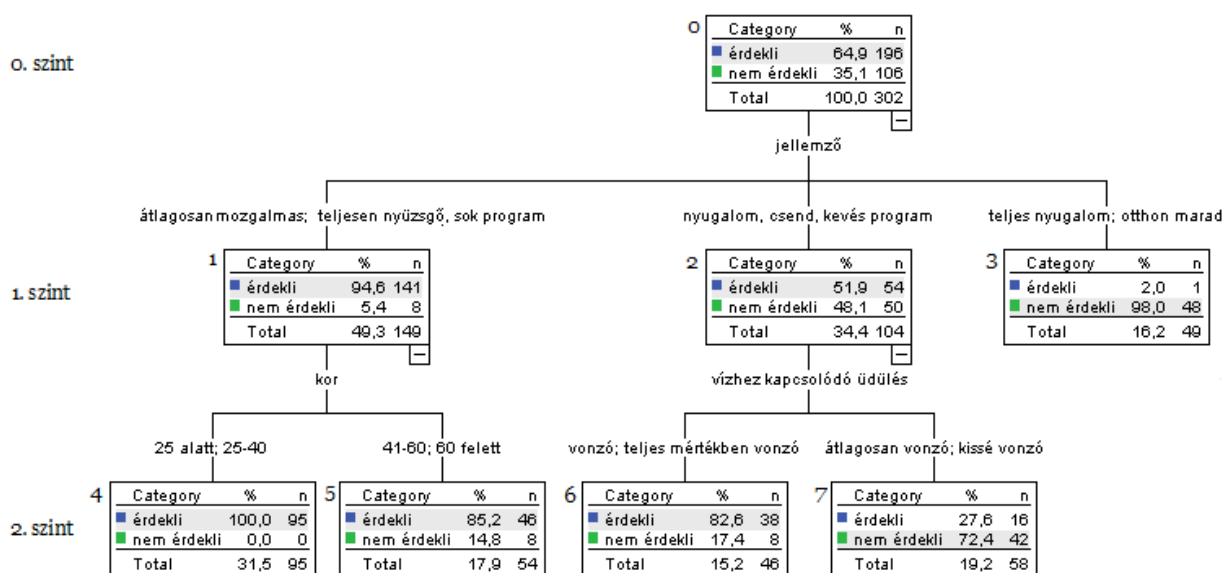 0. szint
0
Category % n
érdekli 64,9 196
nem érdekli 35,1 106
Total 100,0 302
jellemző
átlagosan mozgalmas; teljesen nyüzsgő, sok program
nyugalom, csend, kevés program
teljes nyugalom; otthon marad
1. szint
1
Category % n
érdekli 94,6 141
nem érdekli 5,4 8
Total 49,3 149
2
Category % n
érdekli 51,9 54
nem érdekli 48,1 50
Total 34,4 104
3
Category % n
érdekli 2,0 1
nem érdekli 98,0 48
Total 16,2 49
kor
vízhez kapcsolódó üdülés
25 alatt; 25-40
41-60; 60 felett
vonzó; teljes mértékben vonzó
átlagosan vonzó; kissé vonzó
2. szint
4
Category % n
érdekli 100,0 95
nem érdekli 0,0 0
Total 31,5 95
5
Category % n
érdekli 85,2 46
nem érdekli 14,8 8
Total 17,9 54
6
Category % n
érdekli 82,6 38
nem érdekli 17,4 8
Total 15,2 46
7
Category % n
érdekli 27,6 16
nem érdekli 72,4 42
Total 19,2 58